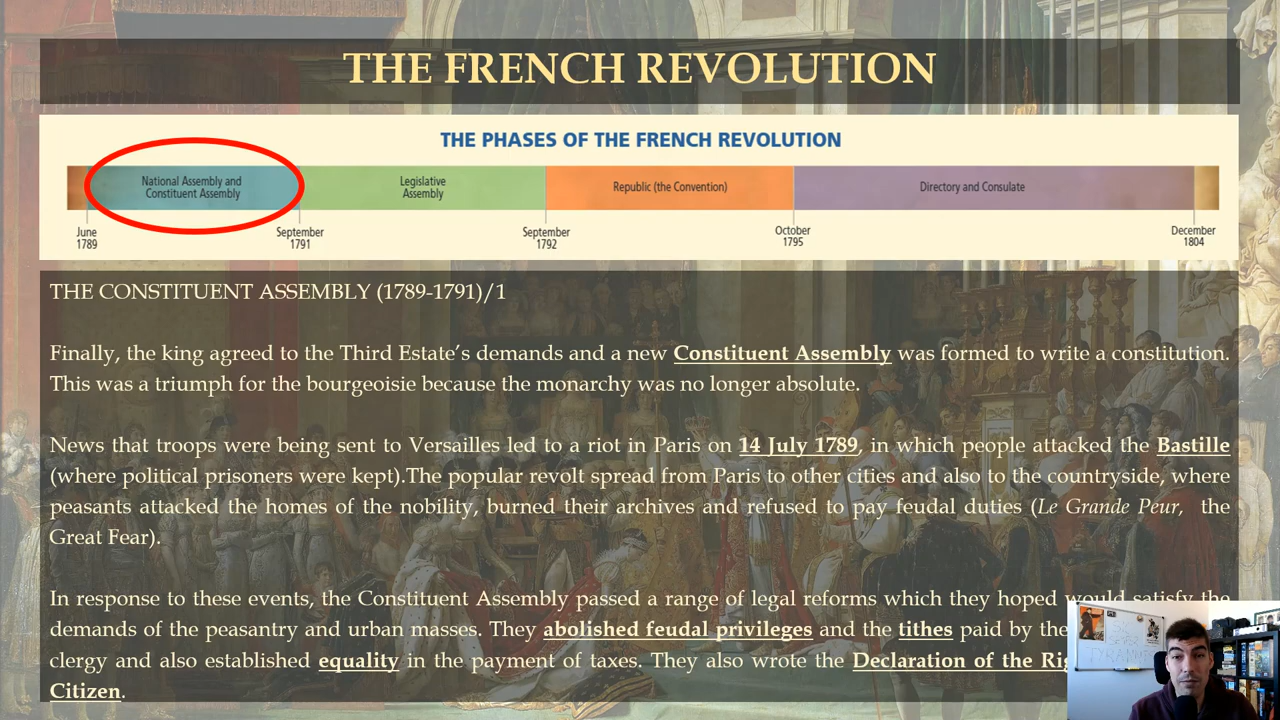 THE FRENCH REVOLUTION
THE PHASES OF THE FRENCH REVOLUTION
National Assembly and
Constituent Assembly
Legislative
Assembly
Republic (the Convention)
Directory and Consulate
June
1789
September
1791
September
1792
October
1795
December
1804
THE CONSTITUENT ASSEMBLY (1789-1791)/1
Finally, the king agreed to the Third Estate's demands and a new Constituent Assembly was formed to write a constitution.
This was a triumph for the bourgeoisie because the monarchy was no longer absolute.
News that troops were being sent to Versailles led to a riot in Paris on 14 July 1789, in which people attacked the Bastille
(where political prisoners were kept).The popular revolt spread from Paris to other cities and also to the countryside, where
peasants attacked the homes of the nobility, burned their archives and refused to pay feudal duties (Le Grande Peur, the
Great Fear).
In response to these events, the Constituent Assembly passed a range of legal reforms which they hoped would satisfy the
demands of the peasantry and urban masses. They abolished feudal privileges and the tithes paid by the
clergy and also established equality in the payment of taxes. They also wrote the Declaration of the
Citizen.